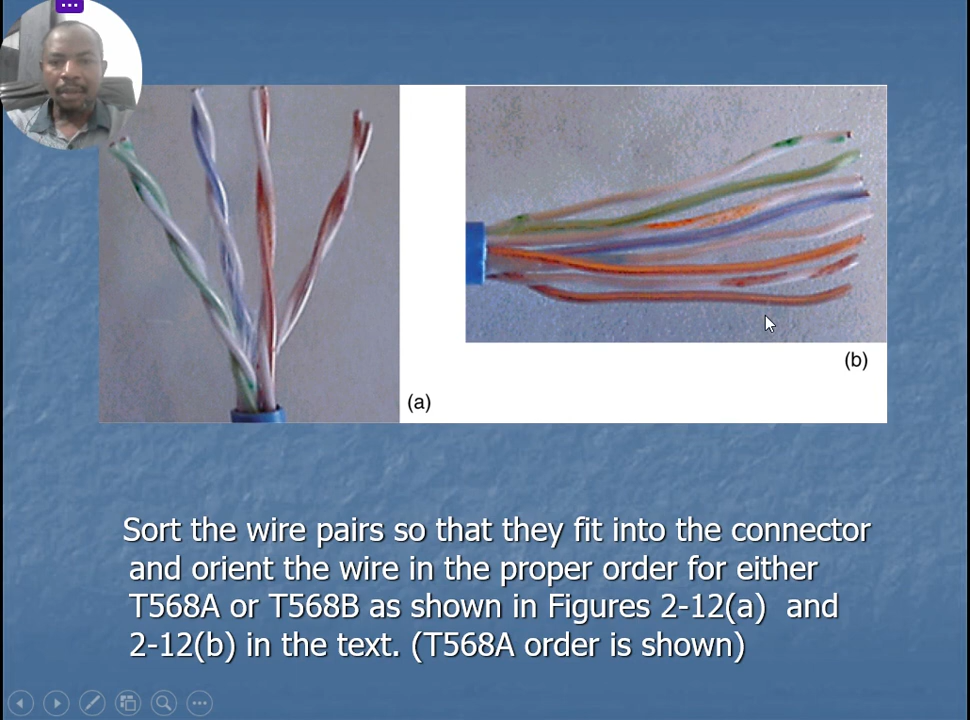 (b)
(a)
Sort the wire pairs so that they fit into the connector
and orient the wire in the proper order for either
T568A or T568B as shown in Figures 2-12(a) and
2-12(b) in the text. (T568A order is shown)